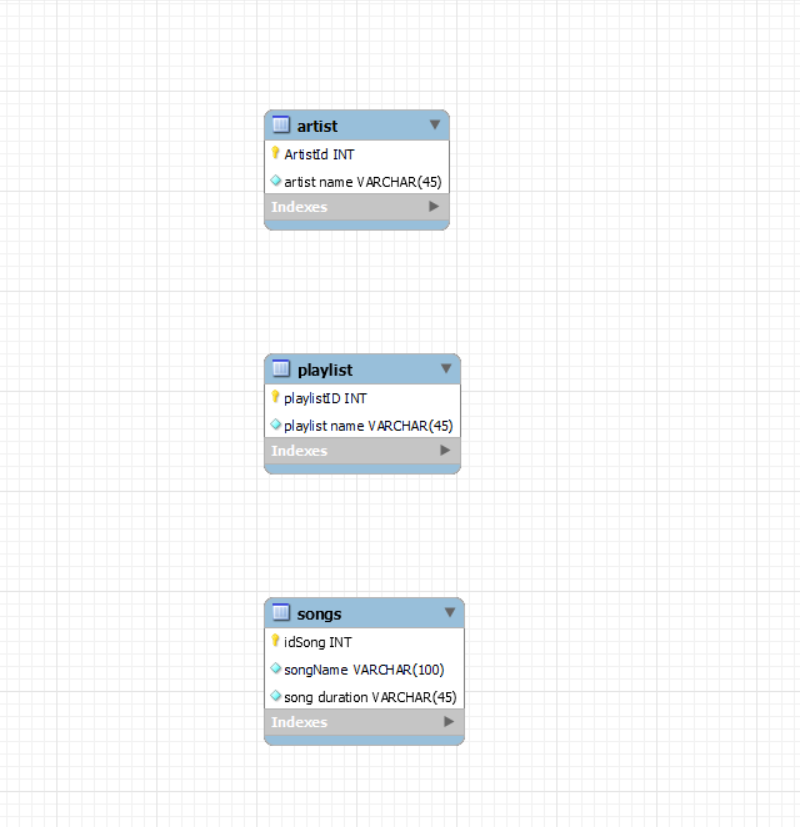 artist
ArtistId INT
artist name VARCHAR(45)
Indexes
playlist
playlistID INT
playlist name VARCHAR(45)
Indexes
songs
idSong INT
songName VARCHAR(100)
song duration VARCHAR(45)
Indexes